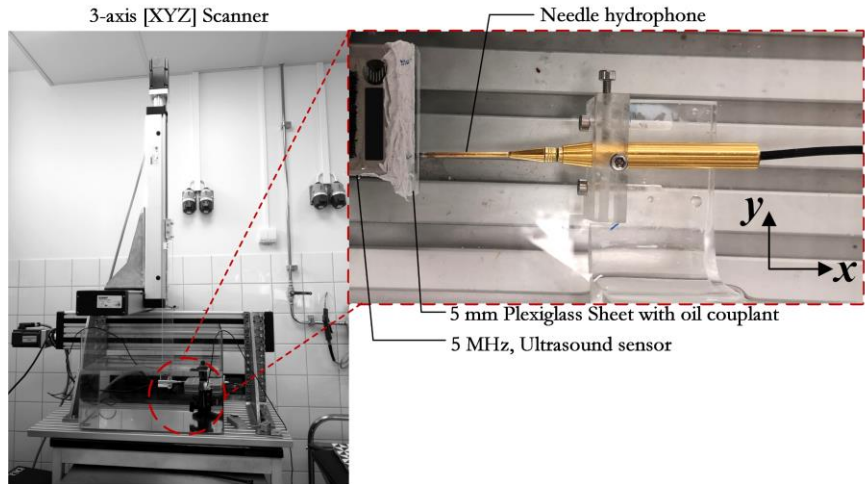 3-axis [XYZ] Scanner
Needle hydrophone
y
x
5 mm Plexiglass Sheet with oil couplant
5 MHz, Ultrasound sensor